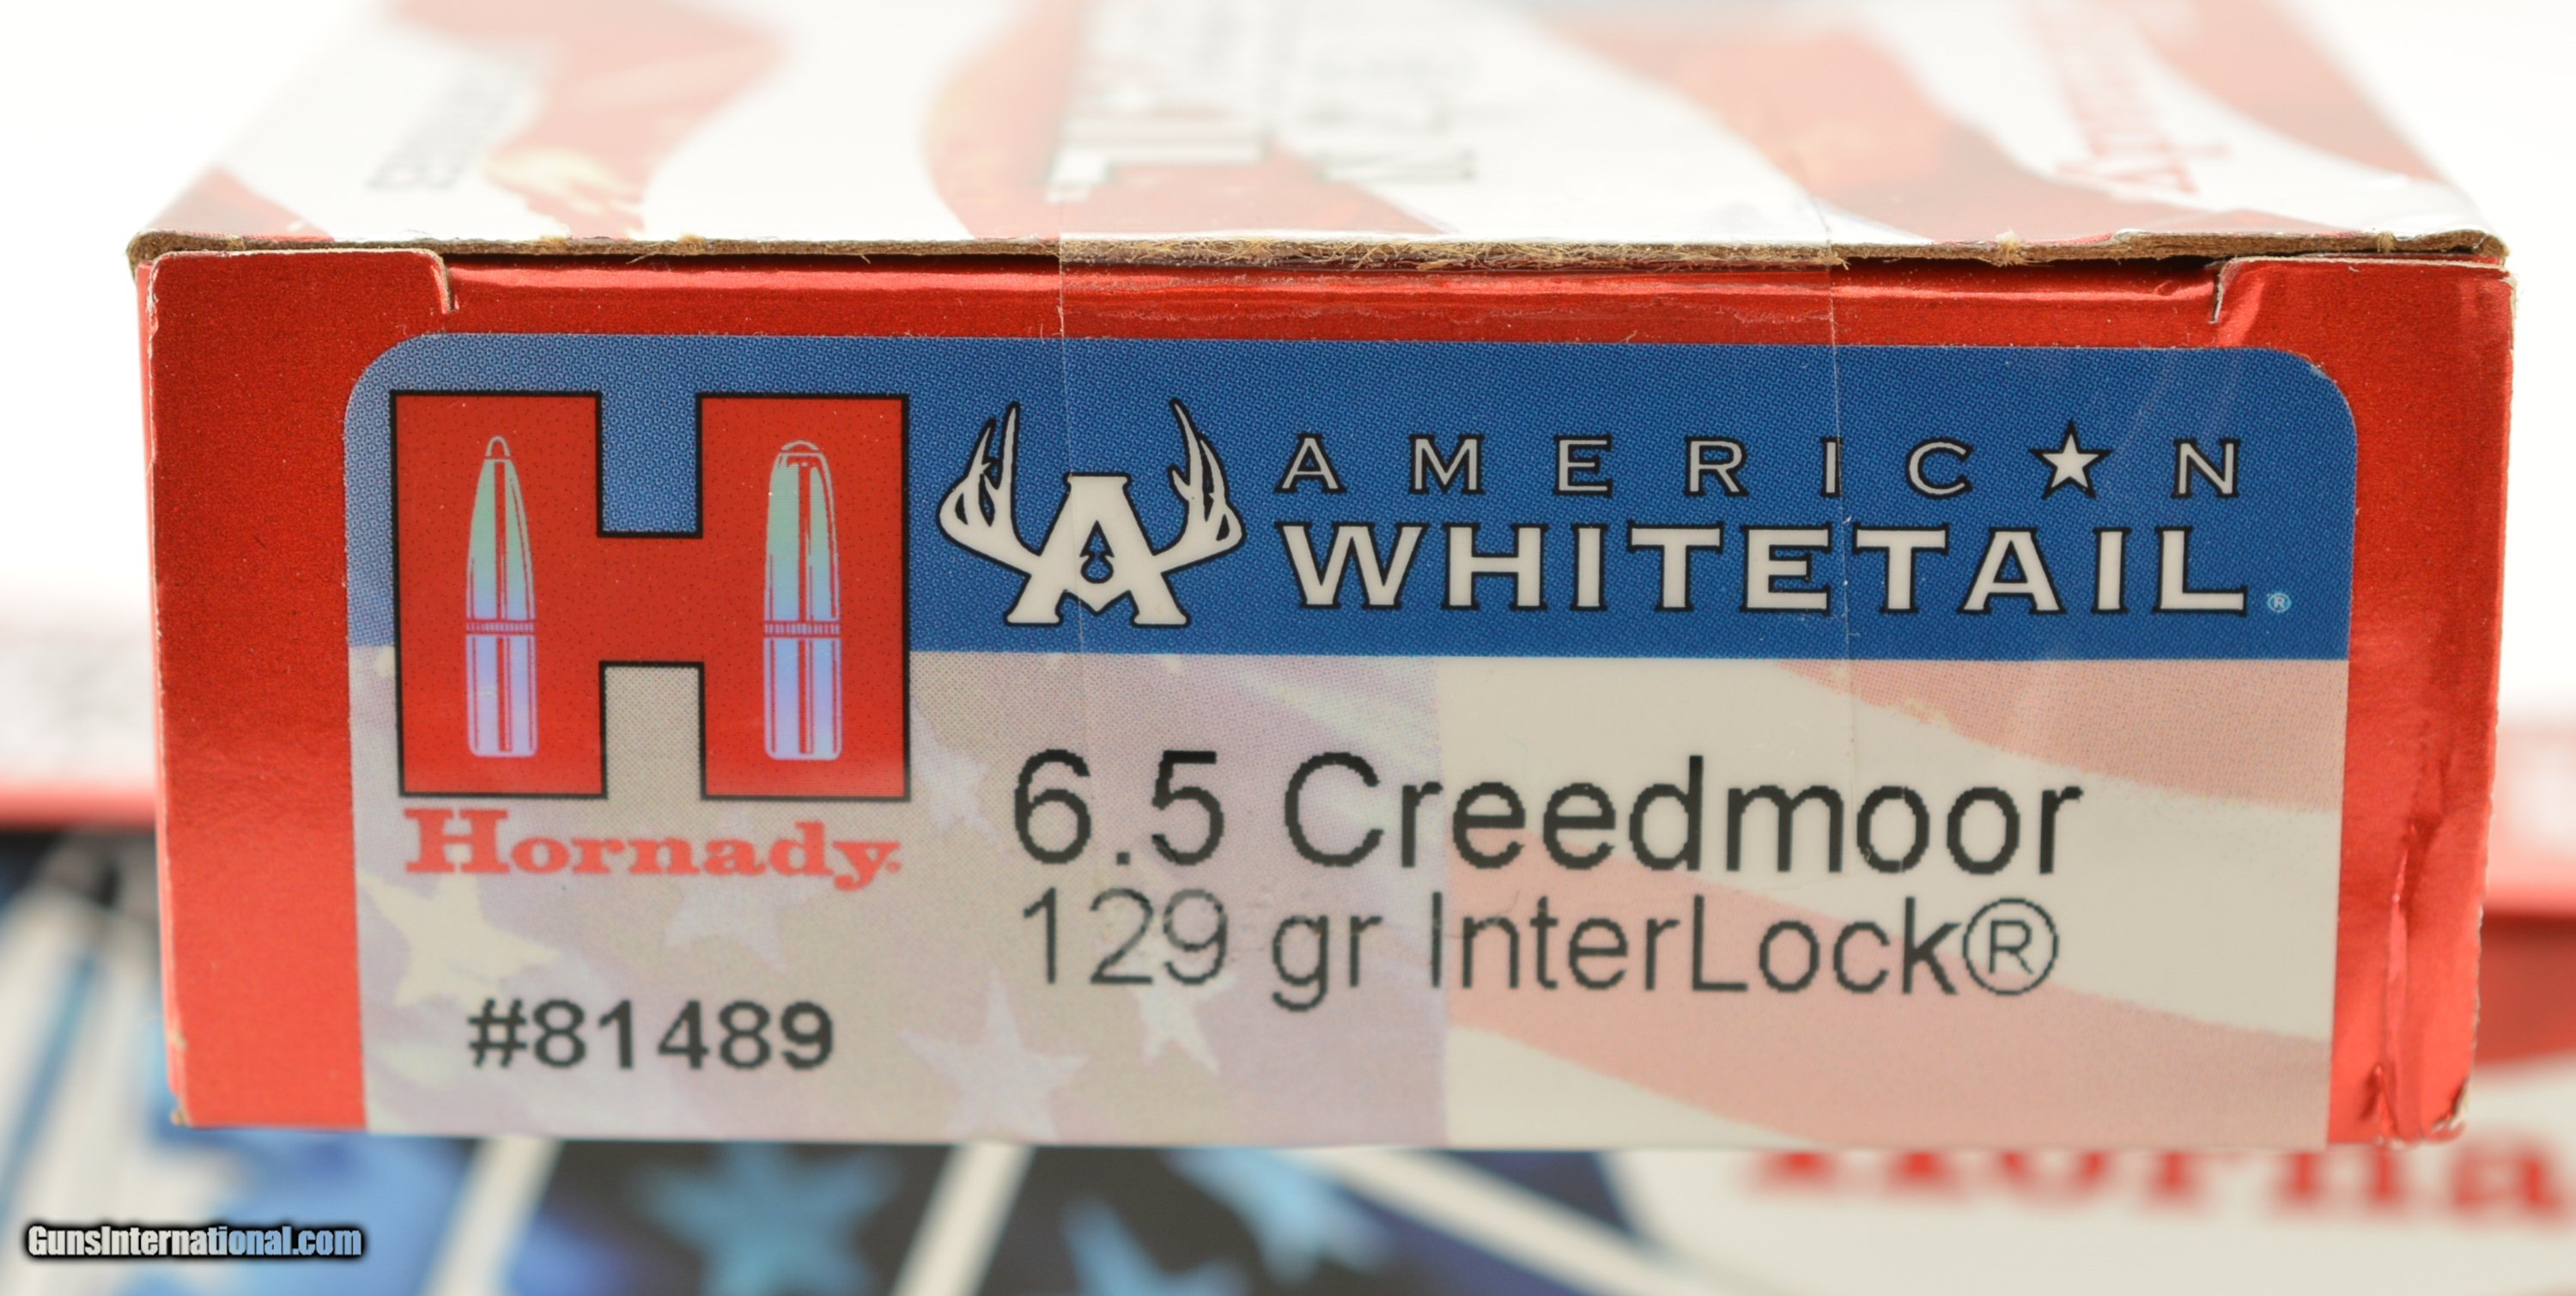 AMERIC★N
WHITETAIL®
Hornady
6.5 Creedmoor
129 gr InterLock®
#81489
GunsInternational.com